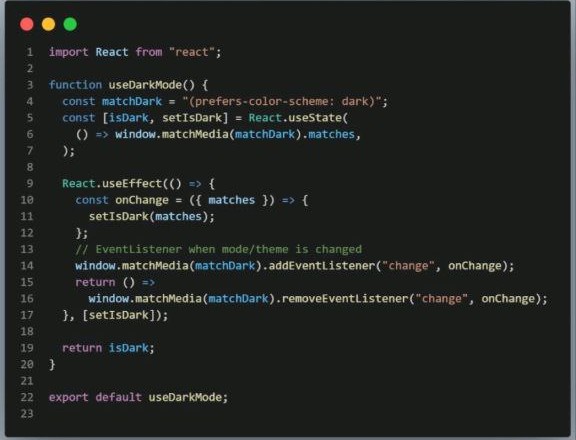 1 import React from "react";
2
3 function useDarkMode() {
4   const matchDark = "(prefers-color-scheme: dark)";
5   const [isDark, setIsDark] = React.useState(
6     () => window.matchMedia(matchDark).matches,
7   );
8
9   React.useEffect(() => {
10     const onChange = ({ matches }) => {
11       setIsDark(matches);
12     };
13     // EventListener when mode/theme is changed
14     window.matchMedia(matchDark).addEventListener("change", onChange);
15     return () =>
16       window.matchMedia(matchDark).removeEventListener("change", onChange);
17   }, [setIsDark]);
18
19   return isDark;
20 }
21
22 export default useDarkMode;
23